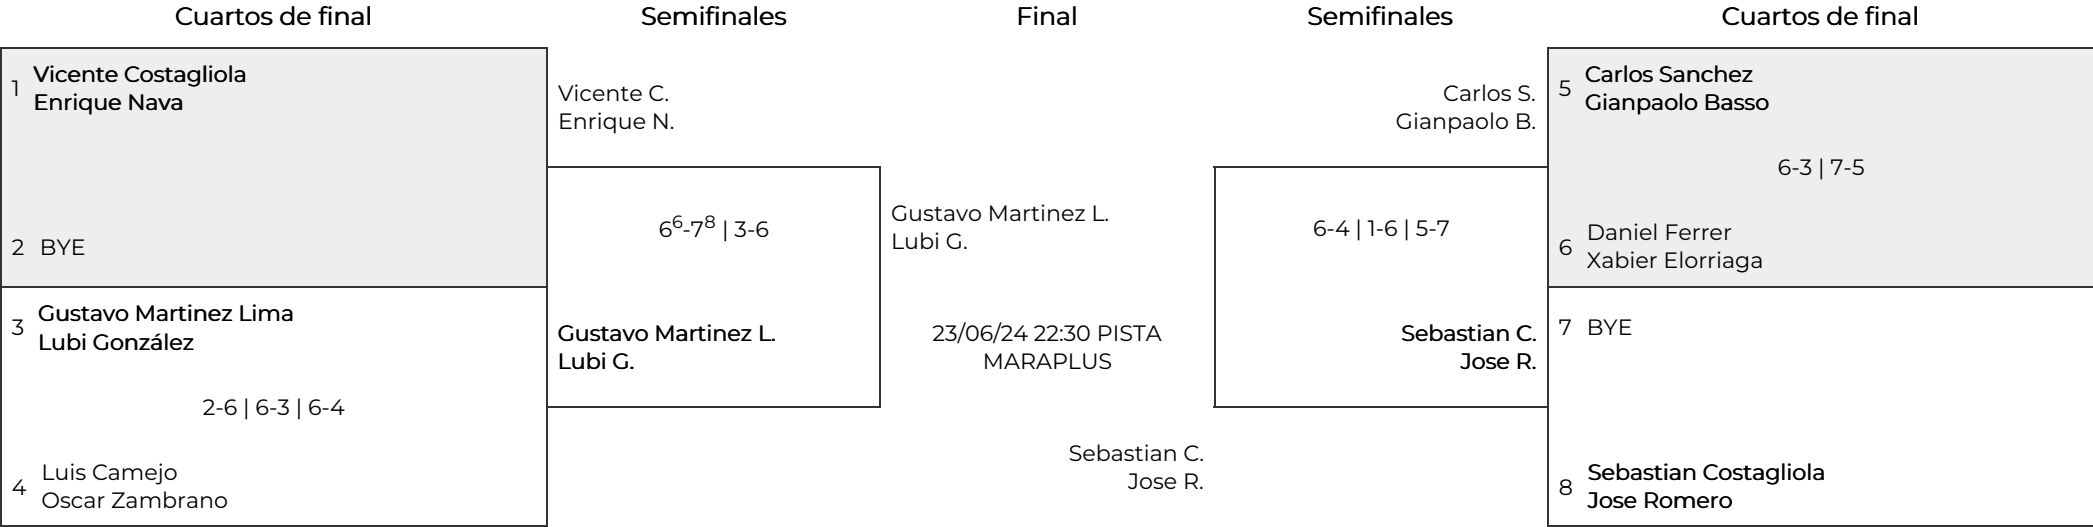 Cuartos de final
Semifinales
Final
Semifinales
Cuartos de final
1
Vicente Costagliola
Enrique Nava
2 BYE
3
Gustavo Martinez Lima
Lubi González
2-6 | 6-3 | 6-4
4
Luis Camejo
Oscar Zambrano
Vicente C.
Enrique N.
6⁶-7⁸ | 3-6
Gustavo Martinez L.
Lubi G.
Gustavo Martinez L.
Lubi G.
23/06/24 22:30 PISTA
MARAPLUS
Sebastian C.
Jose R.
Carlos S.
Gianpaolo B.
6-4 | 1-6 | 5-7
Sebastian C.
Jose R.
5
Carlos Sanchez
Gianpaolo Basso
6-3 | 7-5
6
Daniel Ferrer
Xabier Elorriaga
7 BYE
8
Sebastian Costagliola
Jose Romero